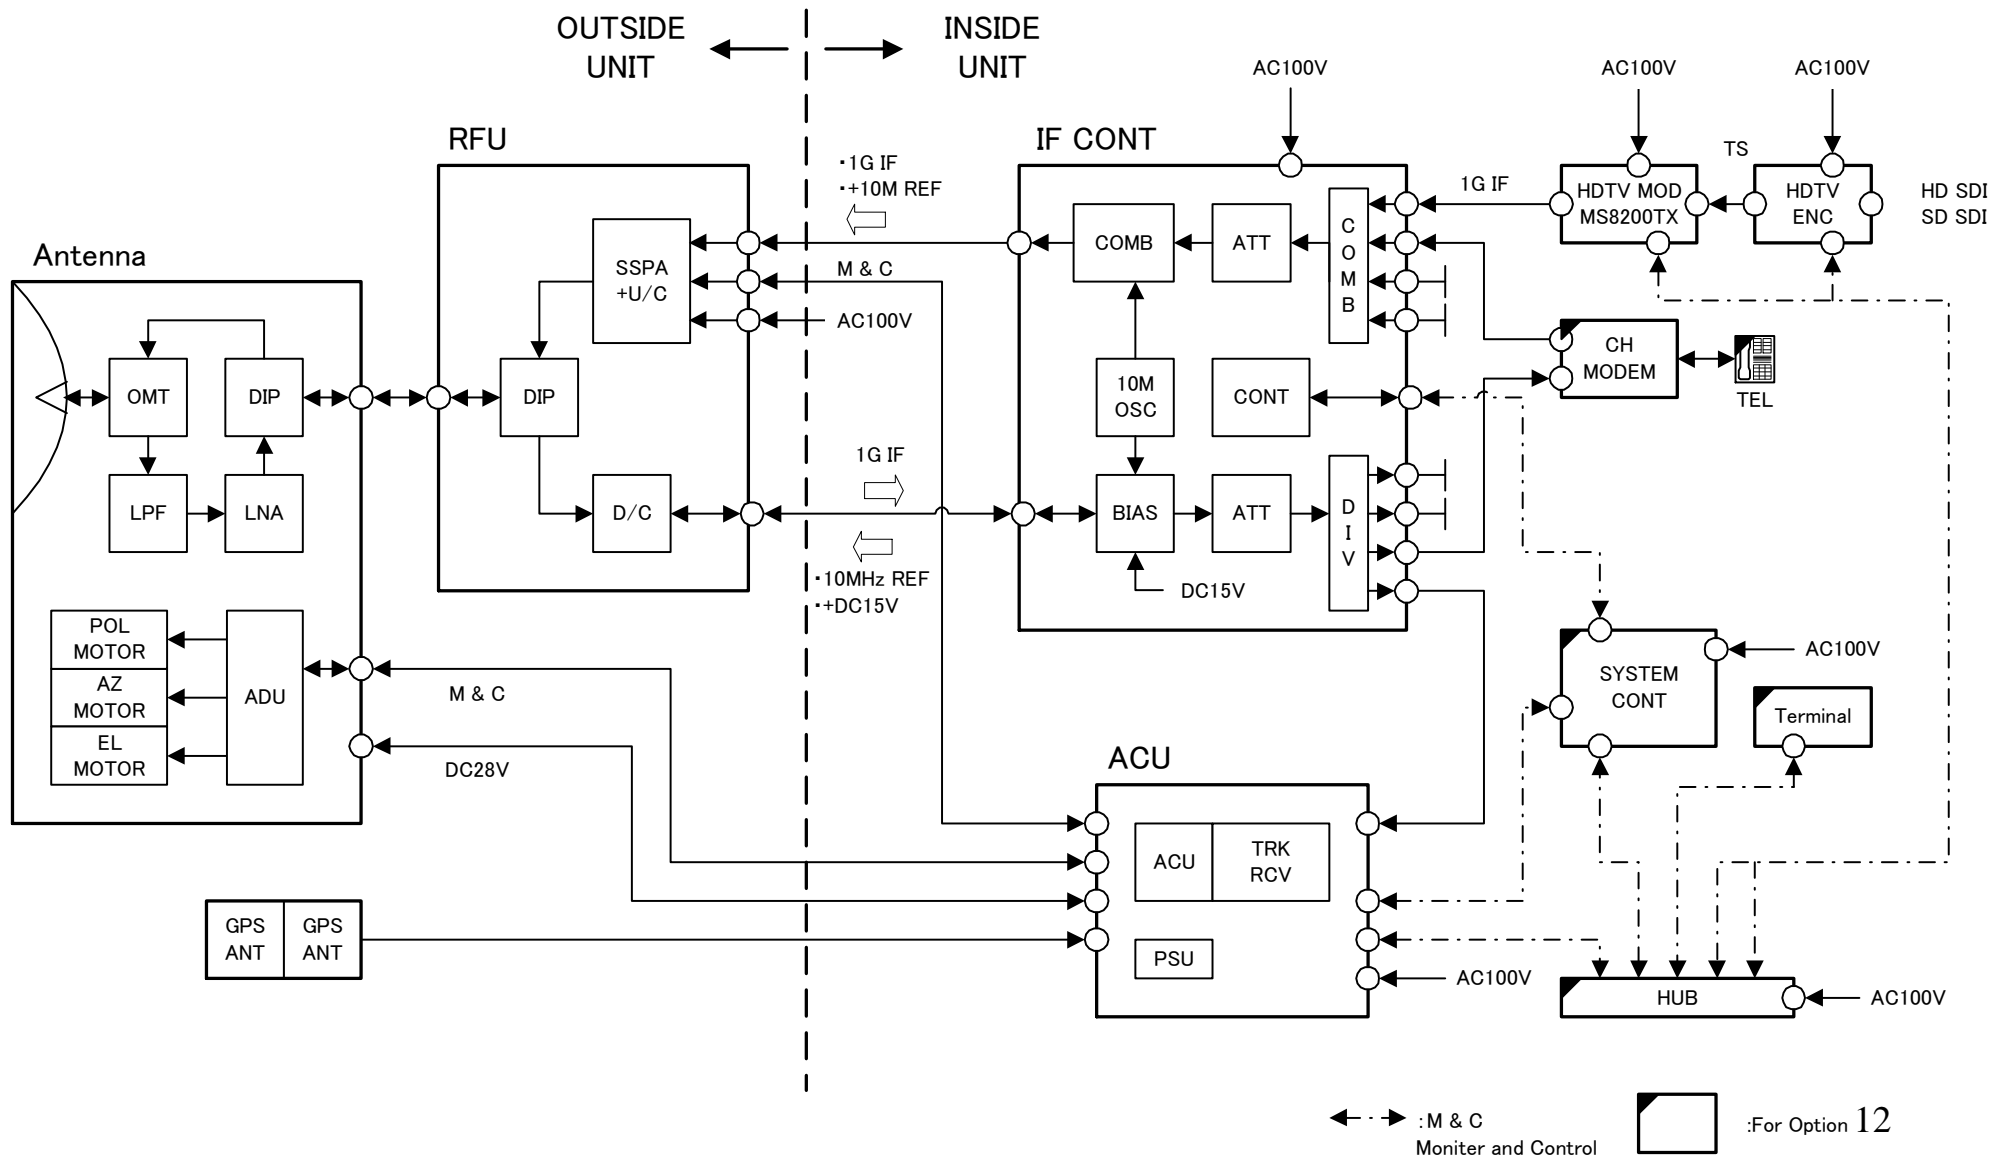 OUTSIDE
UNIT
INSIDE
UNIT
AC100V
AC100V
AC100V
RFU
IF CONT
・1G IF
・+10M REF
1G IF
HDTV MOD
MS8200TX
TS
HDTV
ENC
HD SDI
SD SDI
Antenna
SSPA
+U/C
M & C
AC100V
COMB
ATT
C
O
M
B
CH
MODEM
TEL
OMT
DIP
DIP
10M
OSC
CONT
LPF
LNA
D/C
1G IF
・10MHz REF
・+DC15V
BIAS
ATT
D
I
V
DC15V
POL
MOTOR
AZ
MOTOR
EL
MOTOR
ADU
M & C
DC28V
SYSTEM
CONT
AC100V
Terminal
ACU
ACU
TRK
RCV
PSU
AC100V
GPS
ANT
GPS
ANT
HUB
AC100V
:M & C
Moniter and Control
:For Option 12